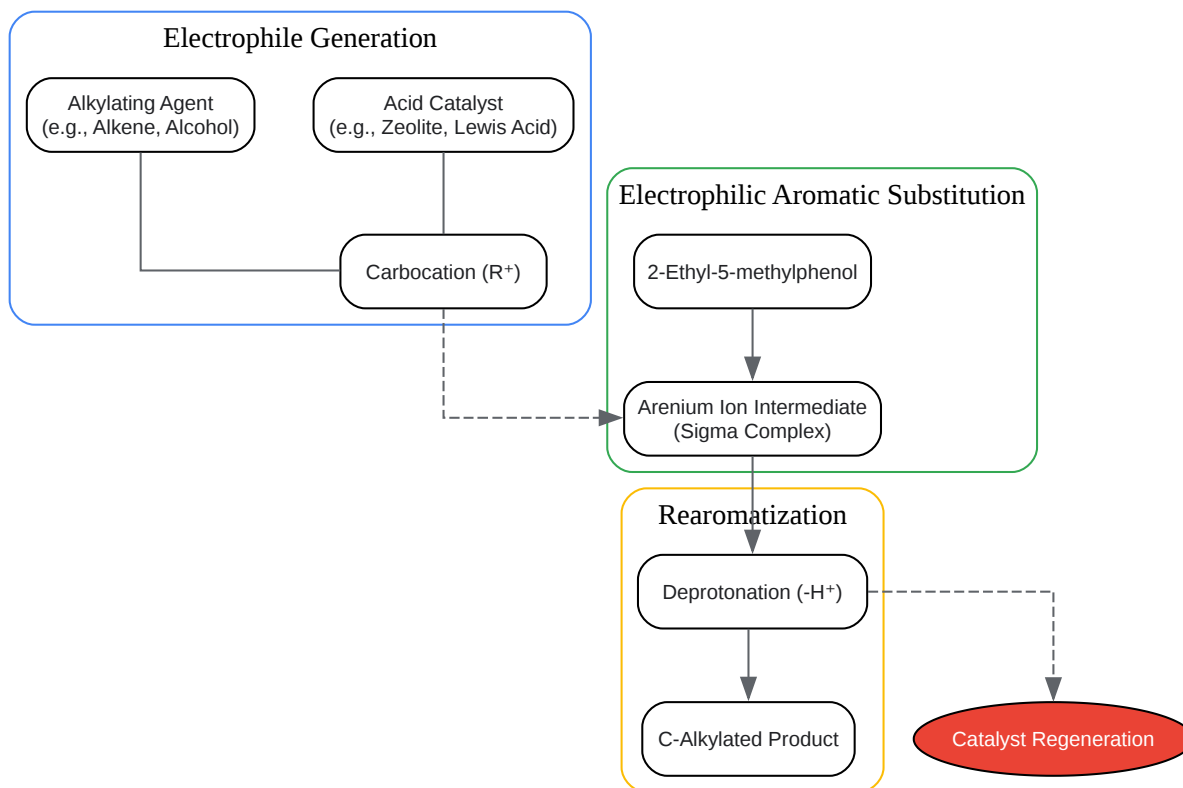 Electrophile Generation
Alkylating Agent
(e.g., Alkene, Alcohol)
Acid Catalyst
(e.g., Zeolite, Lewis Acid)
Carbocation (R⁺)
Electrophilic Aromatic Substitution
2-Ethyl-5-methylphenol
Arenium Ion Intermediate
(Sigma Complex)
Rearomatization
Deprotonation (-H⁺)
C-Alkylated Product
Catalyst Regeneration